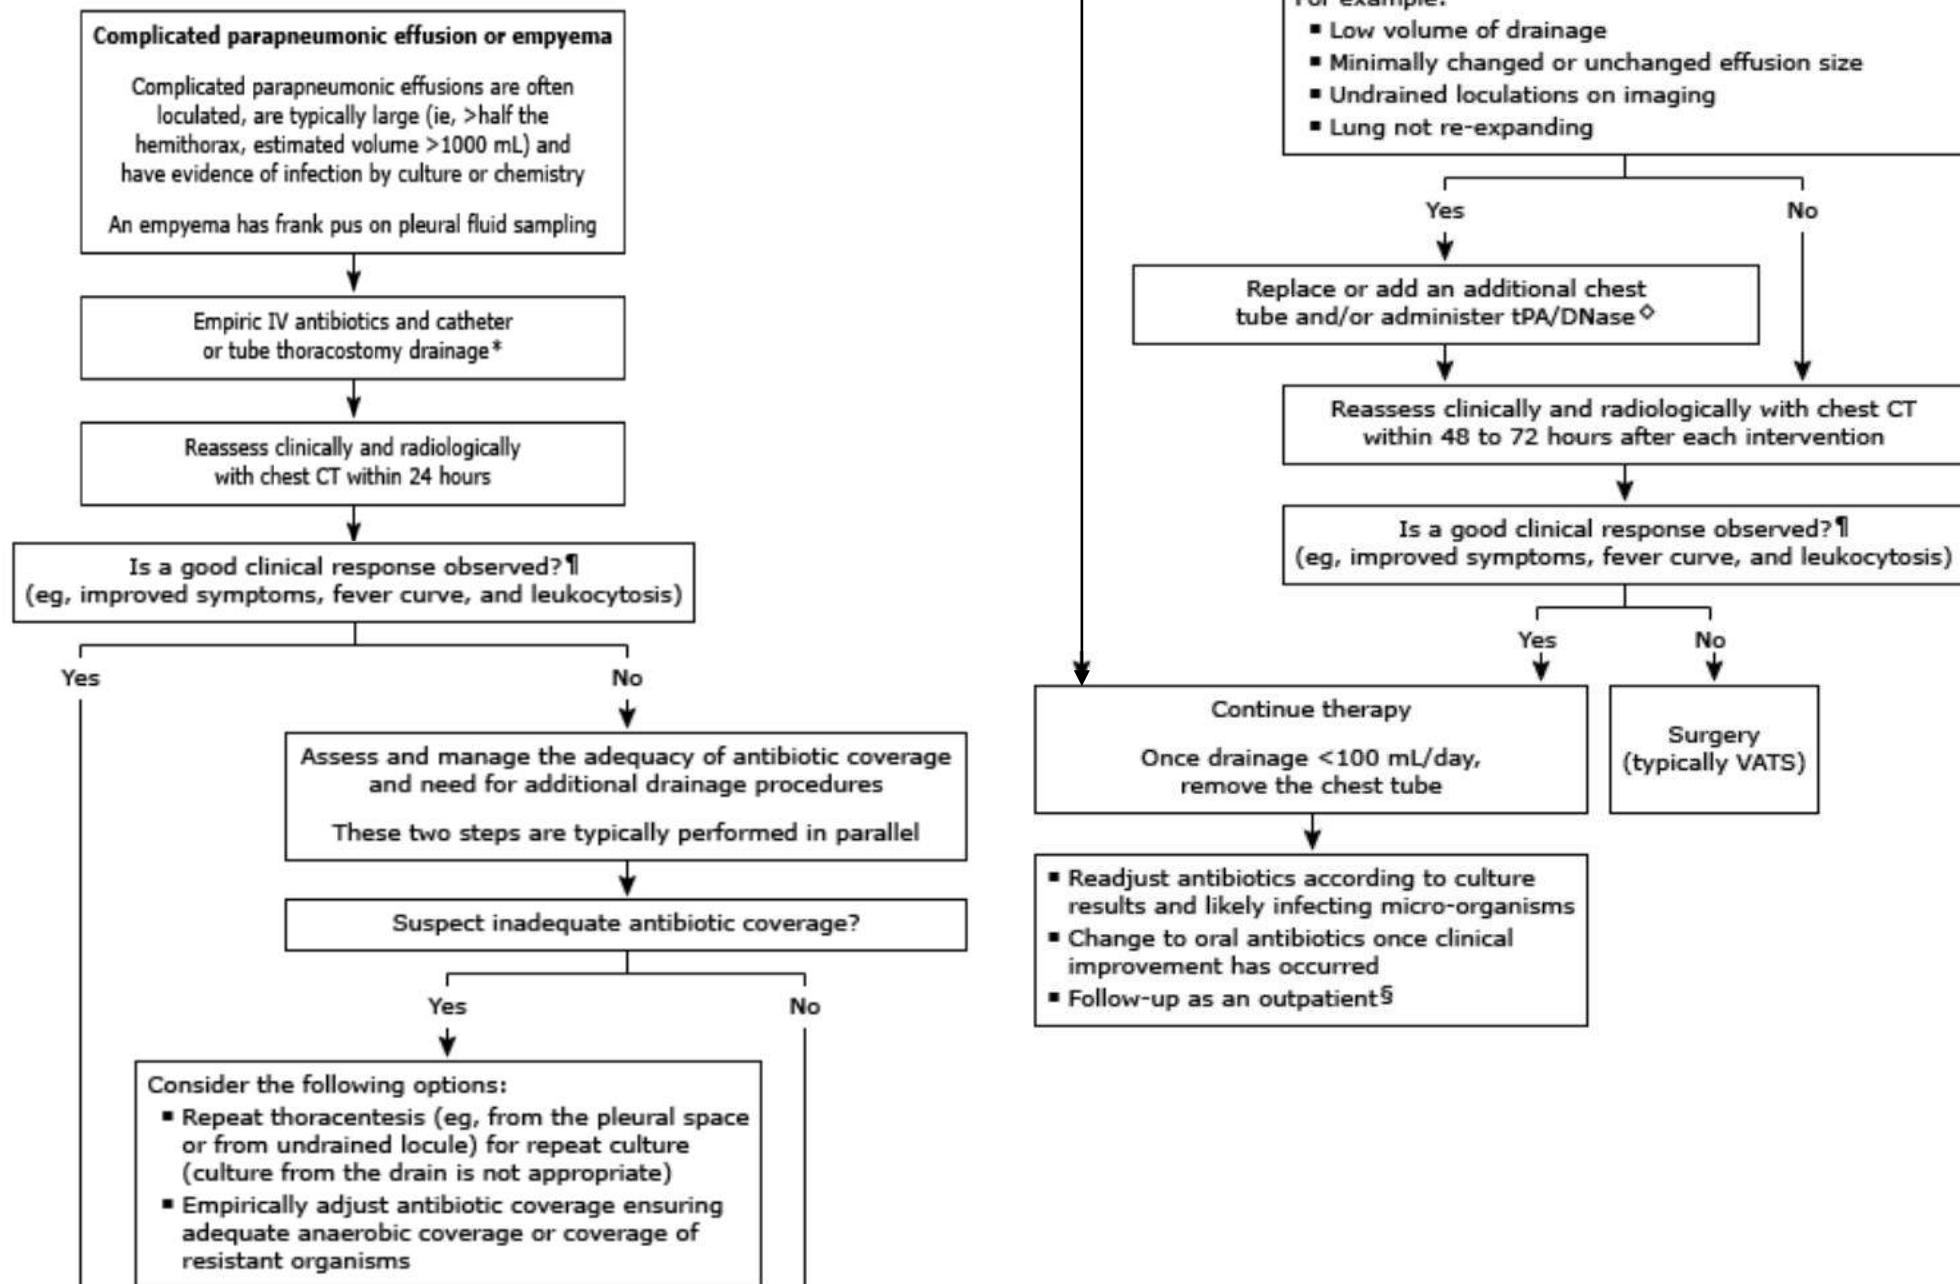 Complicated parapneumonic effusion or empyema
Complicated parapneumonic effusions are often
loculated, are typically large (ie, >half the
hemithorax, estimated volume >1000 mL) and
have evidence of infection by culture or chemistry
An empyema has frank pus on pleural fluid sampling
Empiric IV antibiotics and catheter
or tube thoracostomy drainage*
Reassess clinically and radiologically
with chest CT within 24 hours
Is a good clinical response observed?¶
(eg, improved symptoms, fever curve, and leukocytosis)
Yes
No
Assess and manage the adequacy of antibiotic coverage
and need for additional drainage procedures
These two steps are typically performed in parallel
Suspect inadequate antibiotic coverage?
Yes
No
Consider the following options:
▪ Repeat thoracentesis (eg, from the pleural space
or from undrained locule) for repeat culture
(culture from the drain is not appropriate)
▪ Empirically adjust antibiotic coverage ensuring
adequate anaerobic coverage or coverage of
resistant organisms
For example:
▪ Low volume of drainage
▪ Minimally changed or unchanged effusion size
▪ Undrained loculations on imaging
▪ Lung not re-expanding
Yes
No
Replace or add an additional chest
tube and/or administer tPA/DNase◇
Reassess clinically and radiologically with chest CT
within 48 to 72 hours after each intervention
Is a good clinical response observed?¶
(eg, improved symptoms, fever curve, and leukocytosis)
Yes
No
Continue therapy
Once drainage <100 mL/day,
remove the chest tube
Surgery
(typically VATS)
▪ Readjust antibiotics according to culture
results and likely infecting micro-organisms
▪ Change to oral antibiotics once clinical
improvement has occurred
▪ Follow-up as an outpatient§